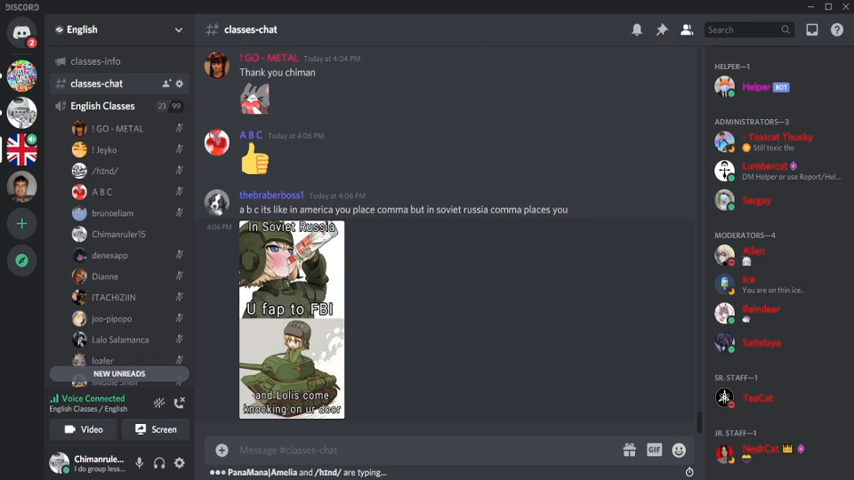 DISCORD
2
English
classes-info
classes-chat
English Classes 23 99
! GO - METAL
! Jeyko
/hɪnd/
A B C
brunoeliam
Chimanruler15
denexapp
Dianne
ITACHIZIIN
joo-pipopo
Lalo Salamanca
loafer
NEW UNREADS
Voice Connected
English Classes / English
Video
Screen
Chimanrule...
I do group less...
classes-chat
Search
! GO - METAL Today at 4:04 PM
Thank you chiman
A B C Today at 4:06 PM
thebraberboss1 Today at 4:06 PM
a b c its like in america you place comma but in soviet russia comma places you
4:06 PM
In Soviet Russia
U fap to FBI
and Lolis come
knocking on ur door
Message #classes-chat
GIF
PanaMana|Amelia and /hɪnd/ are typing...
HELPER—1
Helper BOT
ADMINISTRATORS—3
- Toxicat Thusky
Still toxic tho
Lumbercat
DM Helper or use Report/Hel...
Sergey
MODERATORS—4
Allen
Ice
You are on thin ice..
Reindeer
Satisfaya
SR. STAFF—1
TeaCat
JR. STAFF—1
NeshCat